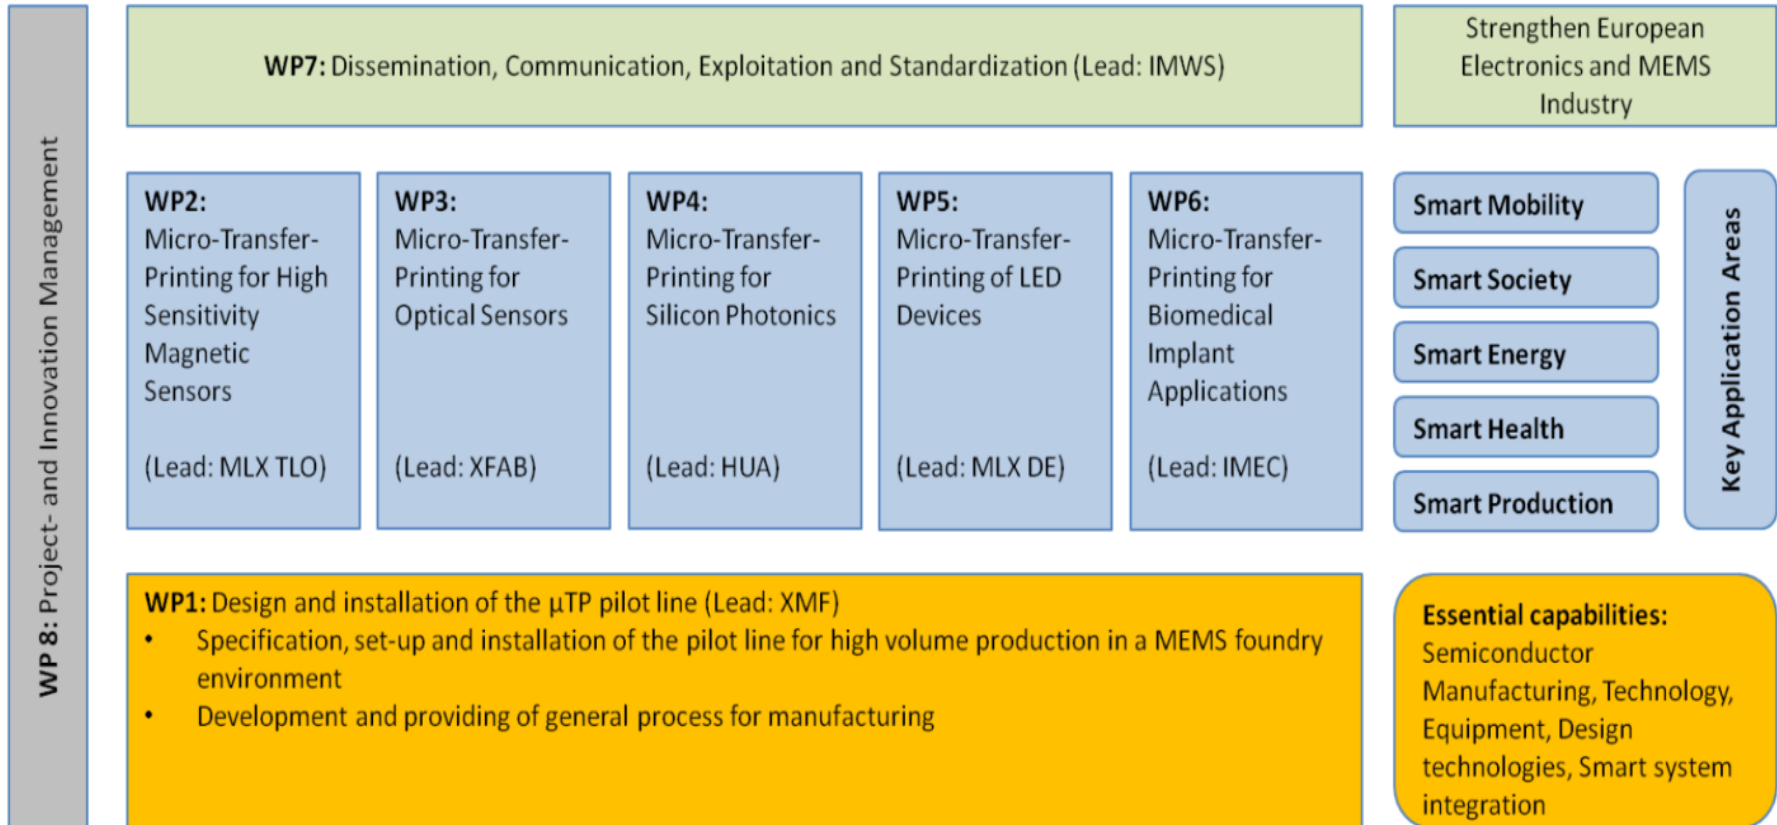 WP 8: Project- and Innovation Management
WP7: Dissemination, Communication, Exploitation and Standardization (Lead: IMWS)
Strengthen European
Electronics and MEMS
Industry
WP2:
Micro-Transfer-
Printing for High
Sensitivity
Magnetic
Sensors
(Lead: MLX TLO)
WP3:
Micro-Transfer-
Printing for
Optical Sensors
(Lead: XFAB)
WP4:
Micro-Transfer-
Printing for
Silicon Photonics
(Lead: HUA)
WP5:
Micro-Transfer-
Printing of LED
Devices
(Lead: MLX DE)
WP6:
Micro-Transfer-
Printing for
Biomedical
Implant
Applications
(Lead: IMEC)
Smart Mobility
Smart Society
Smart Energy
Smart Health
Smart Production
Key Application Areas
WP1: Design and installation of the µTP pilot line (Lead: XMF)
• Specification, set-up and installation of the pilot line for high volume production in a MEMS foundry
environment
• Development and providing of general process for manufacturing
Essential capabilities:
Semiconductor
Manufacturing, Technology,
Equipment, Design
technologies, Smart system
integration